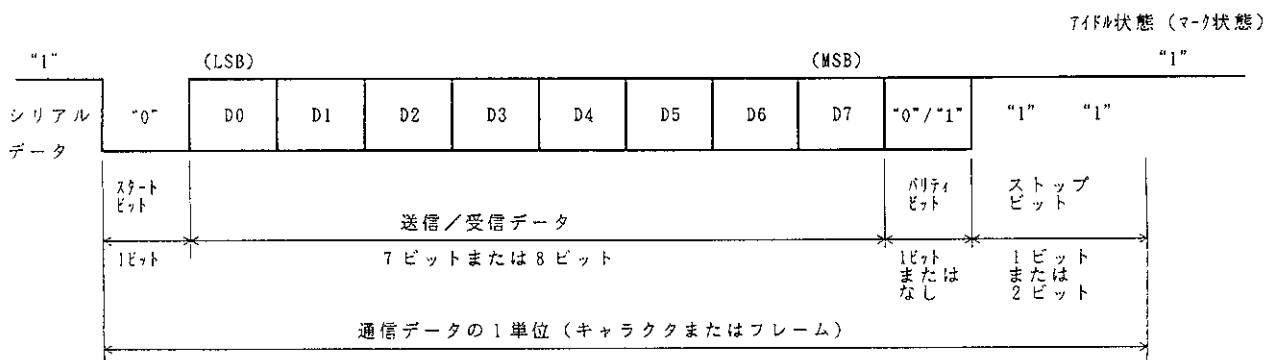 アイドル状態(マーク状態)
“1” (LSB) (MSB) “1”
シリアル “0” D0 D1 D2 D3 D4 D5 D6 D7 “0”/“1” “1” “1”
データ
スタート
ビット
送信/受信データ
パリティ
ビット
ストップ
ビット
1ビット
7ビットまたは8ビット
1ビット
または
なし
1ビット
または
2ビット
通信データの1単位(キャラクタまたはフレーム)